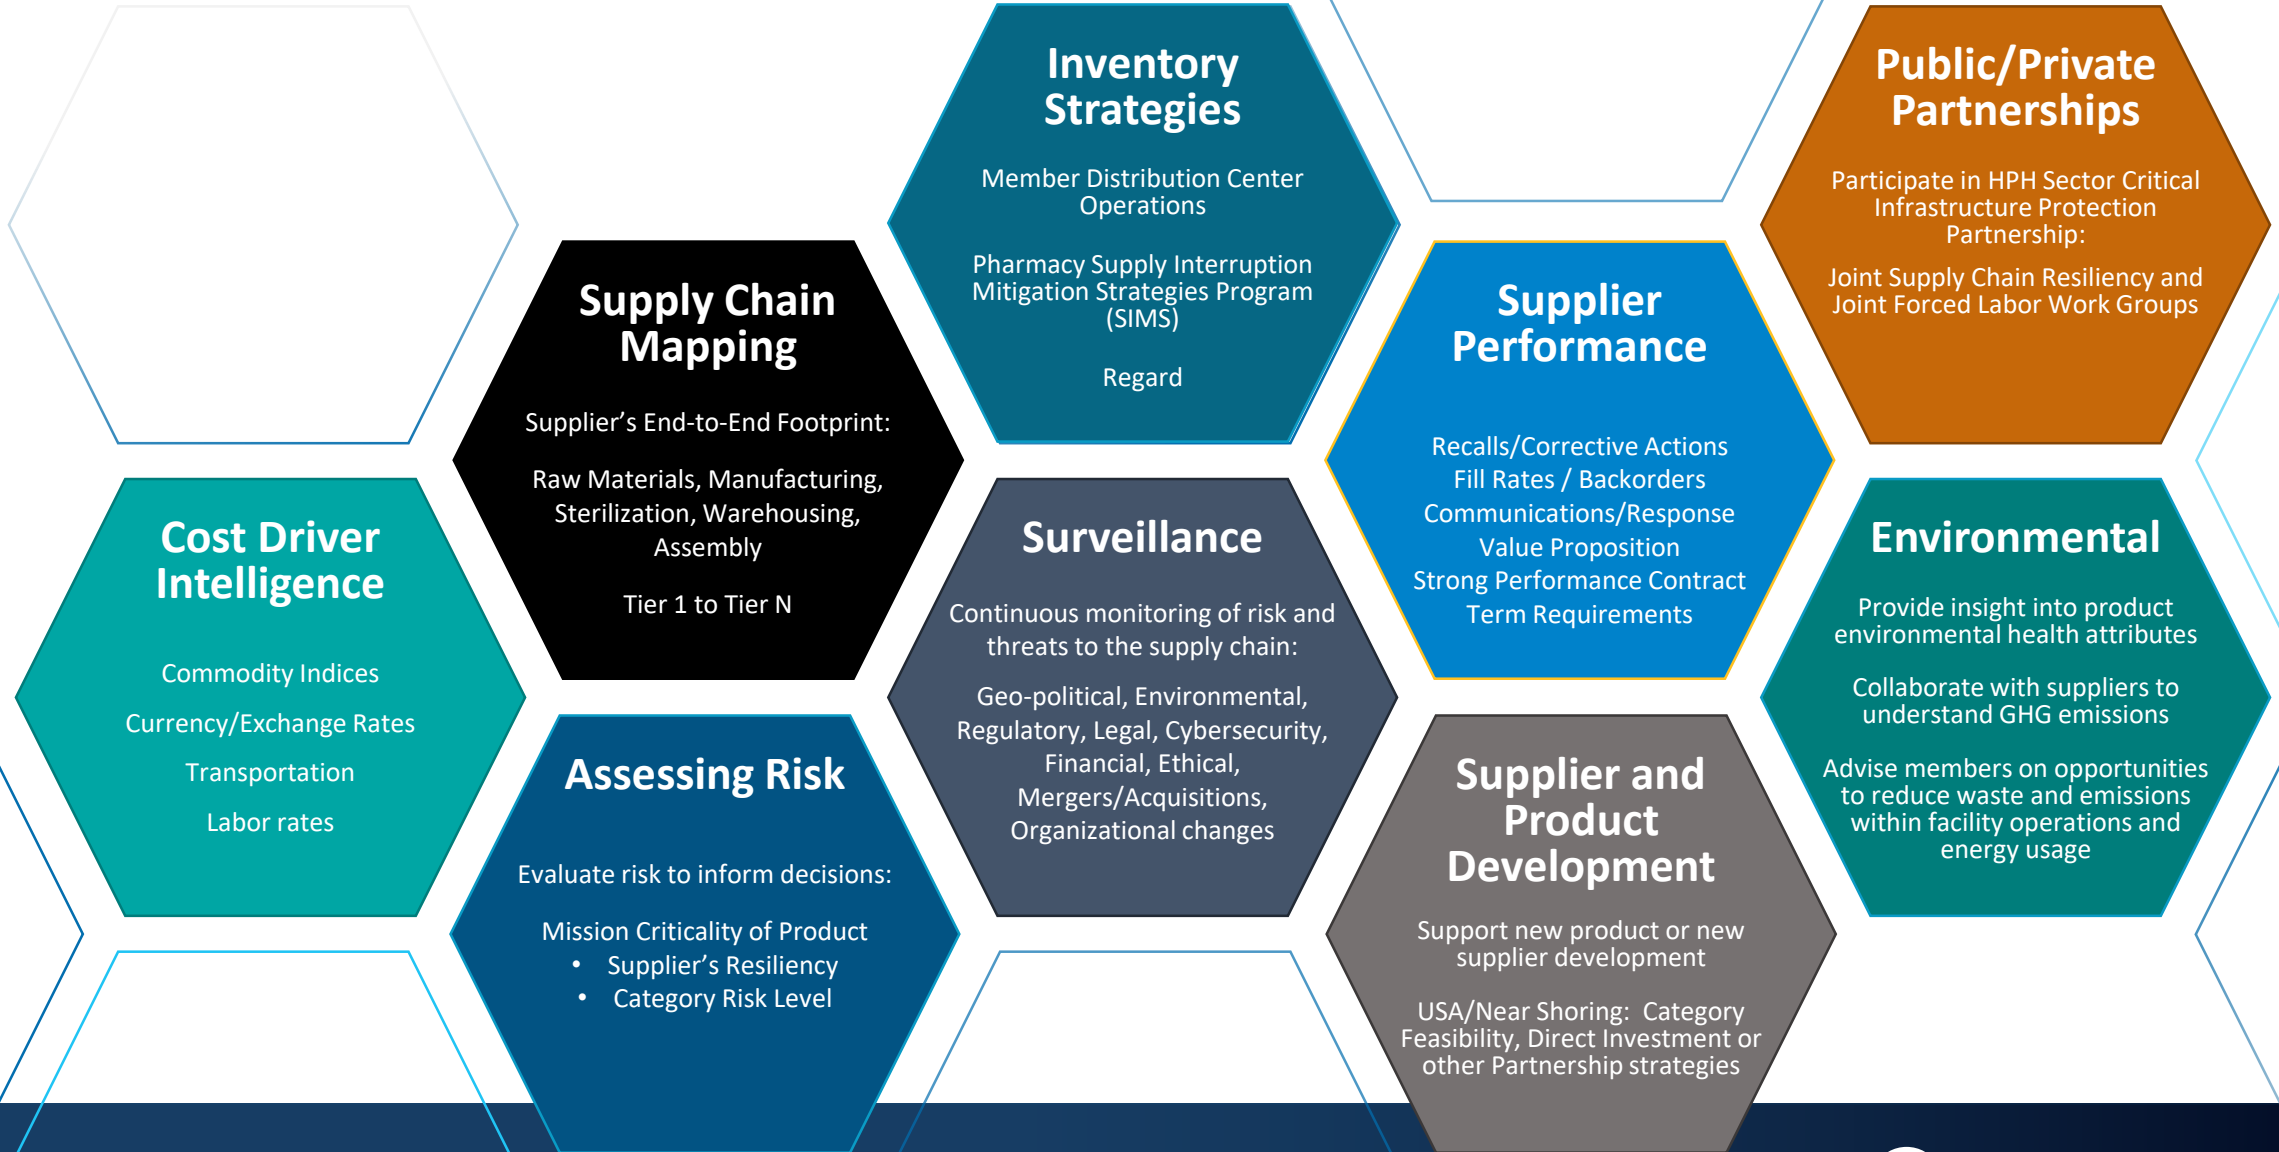 Inventory
Strategies
Member Distribution Center
Operations
Pharmacy Supply Interruption
Mitigation Strategies Program
(SIMS)
Regard
Public/Private
Partnerships
Participate in HPH Sector Critical
Infrastructure Protection
Partnership:
Joint Supply Chain Resiliency and
Joint Forced Labor Work Groups
Supply Chain
Mapping
Supplier’s End-to-End Footprint:
Raw Materials, Manufacturing,
Sterilization, Warehousing,
Assembly
Tier 1 to Tier N
Supplier
Performance
Recalls/Corrective Actions
Fill Rates / Backorders
Communications/Response
Value Proposition
Strong Performance Contract
Term Requirements
Cost Driver
Intelligence
Commodity Indices
Currency/Exchange Rates
Transportation
Labor rates
Surveillance
Continuous monitoring of risk and
threats to the supply chain:
Geo-political, Environmental,
Regulatory, Legal, Cybersecurity,
Financial, Ethical,
Mergers/Acquisitions,
Organizational changes
Environmental
Provide insight into product
environmental health attributes
Collaborate with suppliers to
understand GHG emissions
Advise members on opportunities
to reduce waste and emissions
within facility operations and
energy usage
Assessing Risk
Evaluate risk to inform decisions:
Mission Criticality of Product
• Supplier’s Resiliency
• Category Risk Level
Supplier and
Product
Development
Support new product or new
supplier development
USA/Near Shoring: Category
Feasibility, Direct Investment or
other Partnership strategies